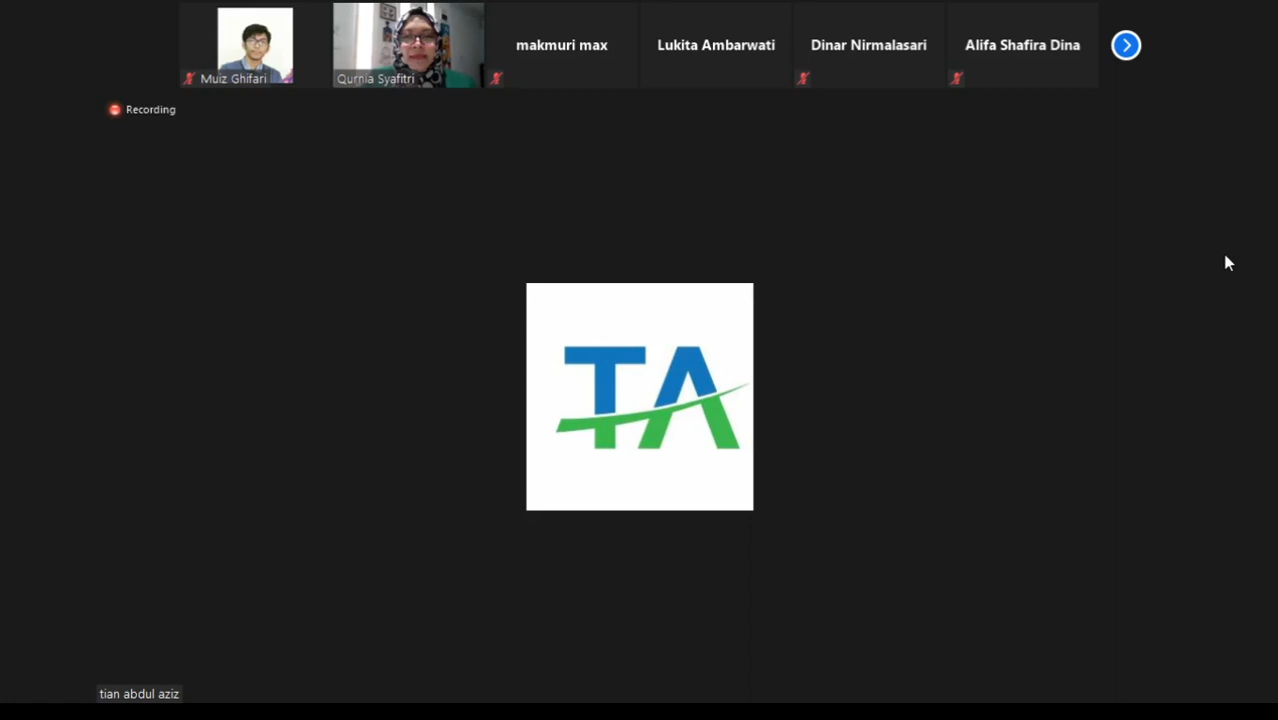 Muiz Ghifari
Qurnia Syafitri
makmuri max
Lukita Ambarwati
Dinar Nirmalasari
Alifa Shafira Dina
Recording
TA
tian abdul aziz